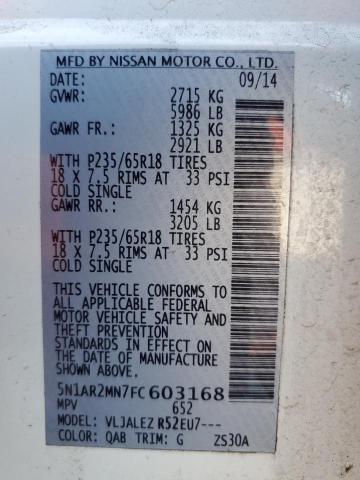 MFD BY NISSAN MOTOR CO., LTD.
DATE: 09/14
GVWR: 2715 KG
5986 LB
GAWR FR.: 1325 KG
2921 LB
WITH P235/65R18 TIRES
18 X 7.5 RIMS AT 33 PSI
COLD SINGLE
GAWR RR.: 1454 KG
3205 LB
WITH P235/65R18 TIRES
18 X 7.5 RIMS AT 33 PSI
COLD SINGLE
THIS VEHICLE CONFORMS TO
ALL APPLICABLE FEDERAL
MOTOR VEHICLE SAFETY AND
THEFT PREVENTION
STANDARDS IN EFFECT ON
THE DATE OF MANUFACTURE
SHOWN ABOVE.
5N1AR2MN7FC603168
MPV 652
MODEL: VLJALEZ R52EU7---
COLOR: QAB TRIM: G ZS30A